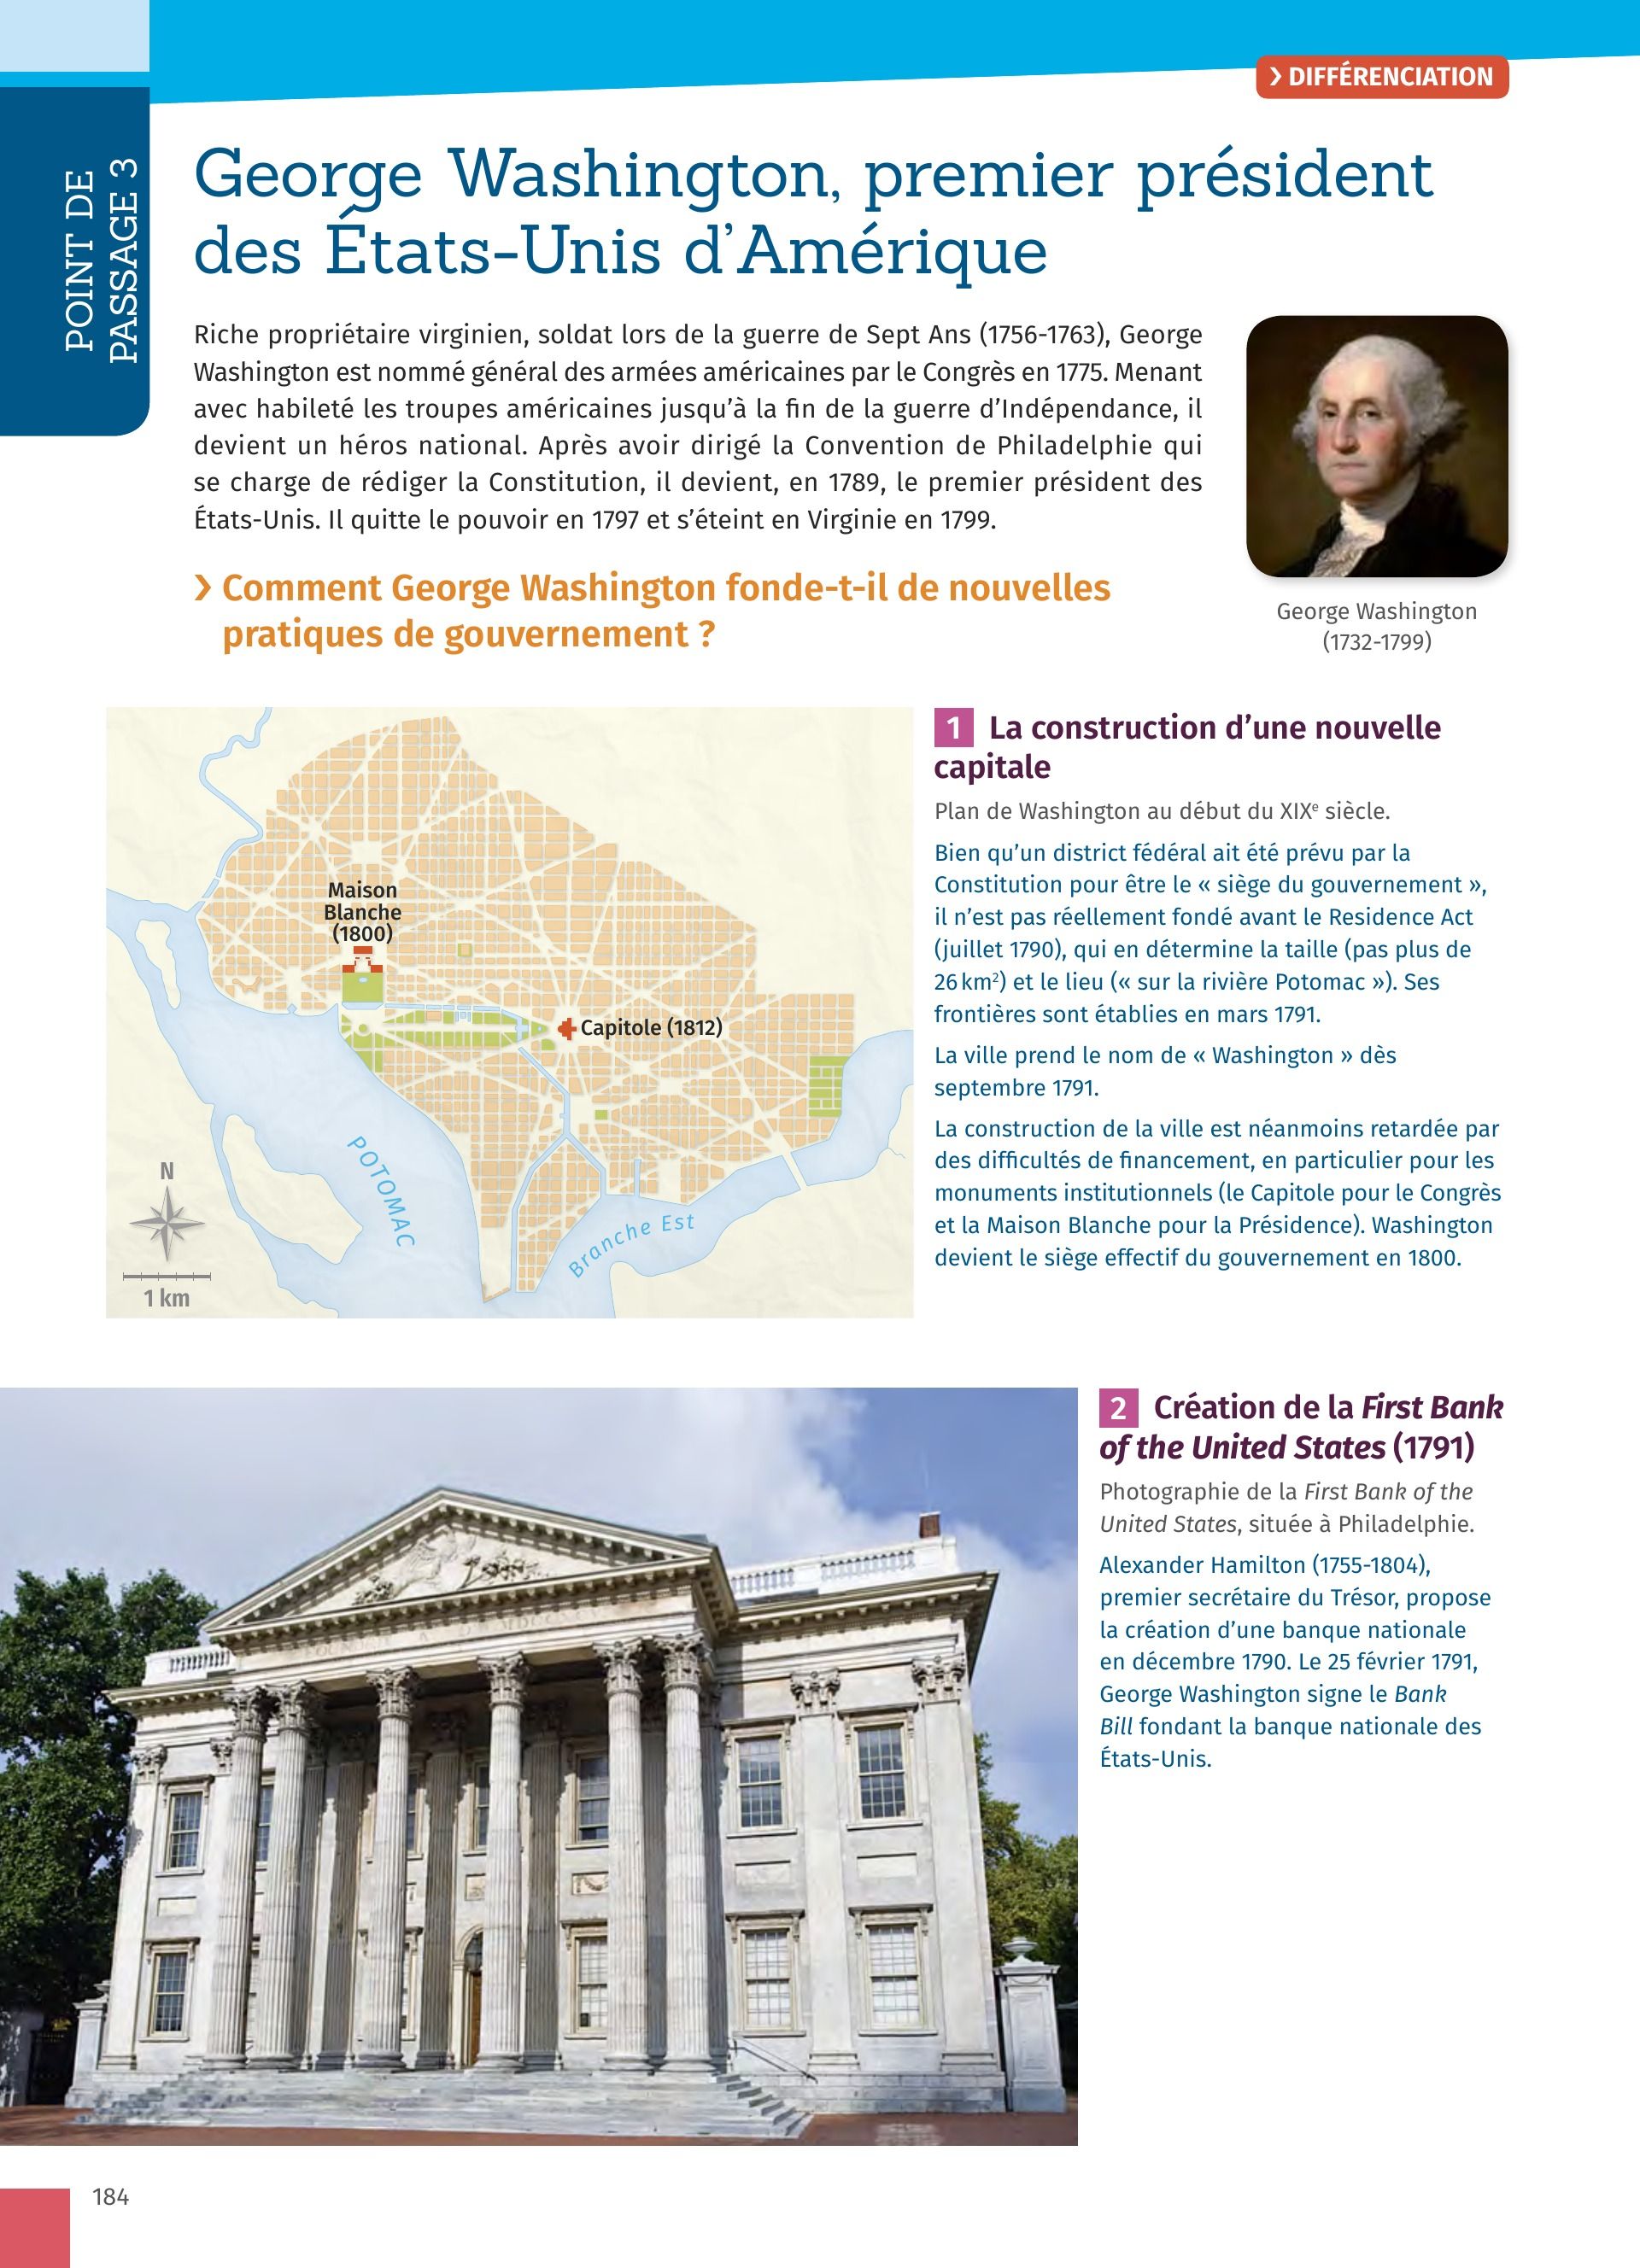 DIFFÉRENCIATION
POINT DE
PASSAGE 3
George Washington, premier président
des États-Unis d'Amérique
Riche propriétaire virginien, soldat lors de la guerre de Sept Ans (1756-1763), George
Washington est nommé général des armées américaines par le Congrès en 1775. Menant
avec habileté les troupes américaines jusqu'à la fin de la guerre d'Indépendance, il
devient un héros national. Après avoir dirigé la Convention de Philadelphie qui
se charge de rédiger la Constitution, il devient, en 1789, le premier président des
États-Unis. Il quitte le pouvoir en 1797 et s'éteint en Virginie en 1799.
Comment George Washington fonde-t-il de nouvelles
pratiques de gouvernement ?
George Washington
(1732-1799)
Maison
Blanche
(1800)
Capitole (1812)
POTOMAC
Branche Est
N
1 km
1 La construction d'une nouvelle
capitale
Plan de Washington au début du XIXe siècle.
Bien qu'un district fédéral ait été prévu par la
Constitution pour être le « siège du gouvernement »,
il n'est pas réellement fondé avant le Residence Act
(juillet 1790), qui en détermine la taille (pas plus de
26 km²) et le lieu (« sur la rivière Potomac »). Ses
frontières sont établies en mars 1791.
La ville prend le nom de « Washington » dès
septembre 1791.
La construction de la ville est néanmoins retardée par
des difficultés de financement, en particulier pour les
monuments institutionnels (le Capitole pour le Congrès
et la Maison Blanche pour la Présidence). Washington
devient le siège effectif du gouvernement en 1800.
2 Création de la First Bank
of the United States (1791)
Photographie de la First Bank of the
United States, située à Philadelphie.
Alexander Hamilton (1755-1804),
premier secrétaire du Trésor, propose
la création d'une banque nationale
en décembre 1790. Le 25 février 1791,
George Washington signe le Bank
Bill fondant la banque nationale des
États-Unis.
184